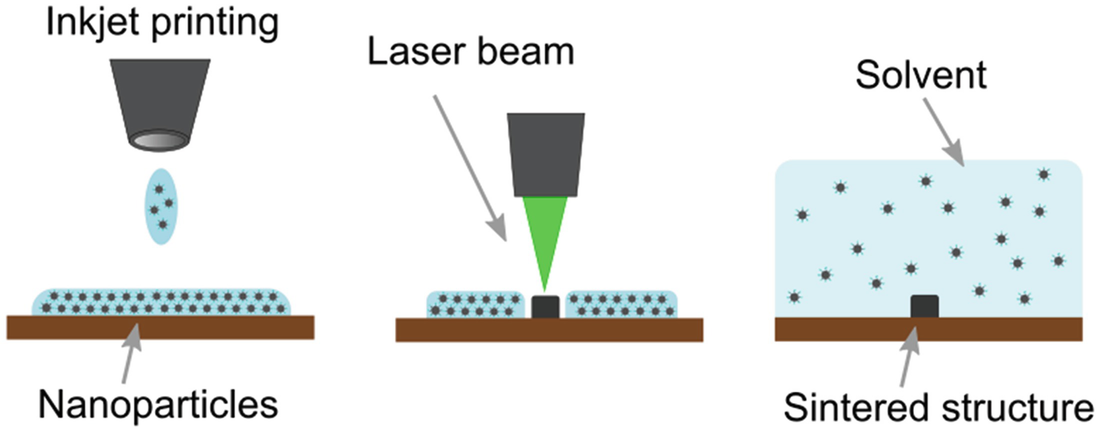 Inkjet printing
Nanoparticles
Laser beam
Solvent
Sintered structure